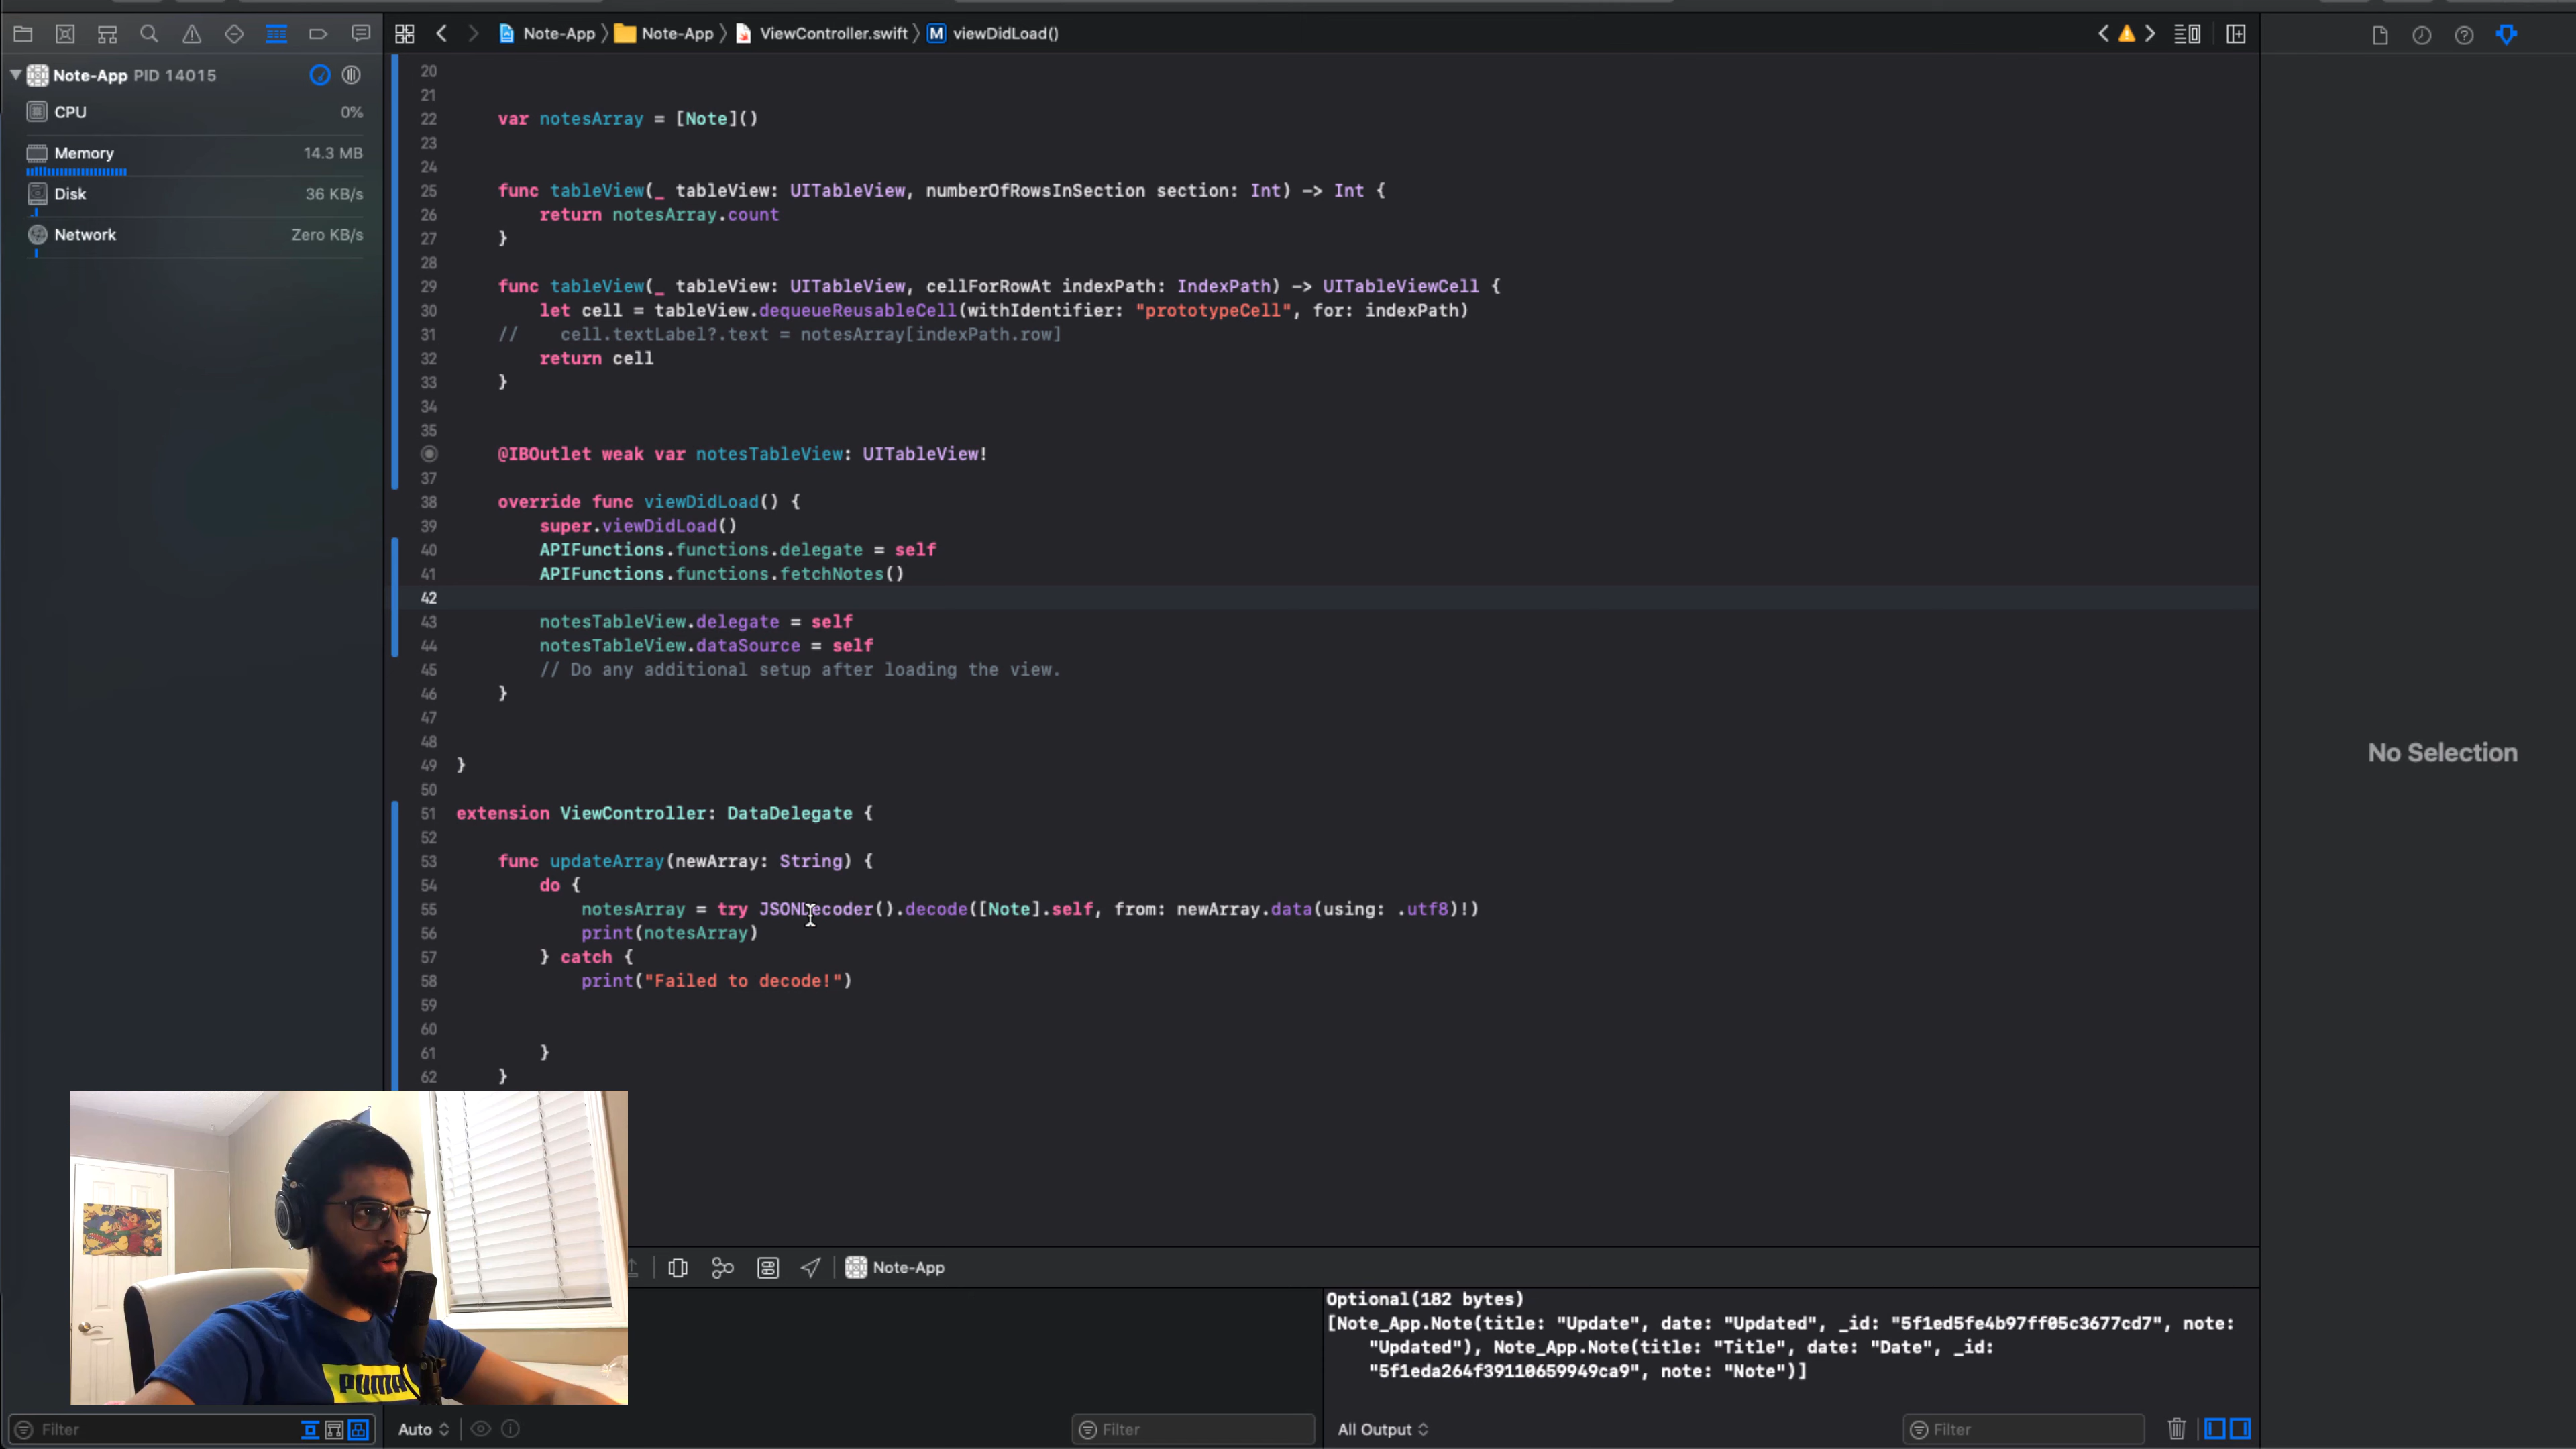 Note-App 〉 Note-App 〉 ViewController.swift 〉 M viewDidLoad()
Note-App PID 14015
CPU 0%
Memory 14.3 MB
Disk 36 KB/s
Network Zero KB/s
20
21
22 var notesArray = [Note]()
23
24
25 func tableView(_ tableView: UITableView, numberOfRowsInSection section: Int) -> Int {
26 return notesArray.count
27 }
28
29 func tableView(_ tableView: UITableView, cellForRowAt indexPath: IndexPath) -> UITableViewCell {
30 let cell = tableView.dequeueReusableCell(withIdentifier: "prototypeCell", for: indexPath)
31 // cell.textLabel?.text = notesArray[indexPath.row]
32 return cell
33 }
34
35
@IBOutlet weak var notesTableView: UITableView!
37
38 override func viewDidLoad() {
39 super.viewDidLoad()
40 APIFunctions.functions.delegate = self
41 APIFunctions.functions.fetchNotes()
42
43 notesTableView.delegate = self
44 notesTableView.dataSource = self
45 // Do any additional setup after loading the view.
46 }
47
48
49 }
50
51 extension ViewController: DataDelegate {
52
53 func updateArray(newArray: String) {
54 do {
55 notesArray = try JSONDecoder().decode([Note].self, from: newArray.data(using: .utf8)!)
56 print(notesArray)
57 } catch {
58 print("Failed to decode!")
59
60
61 }
62 }
No Selection
PUMA
Note-App
Optional(182 bytes)
[Note_App.Note(title: "Update", date: "Updated", _id: "5f1ed5fe4b97ff05c3677cd7", note:
"Updated"), Note_App.Note(title: "Title", date: "Date", _id:
"5f1eda264f39110659949ca9", note: "Note")]
Filter
Auto
Filter
All Output
Filter